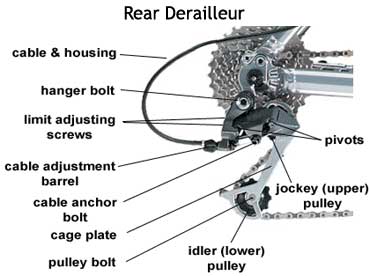 Rear Derailleur
cable & housing
hanger bolt
limit adjusting
screws
pivots
cable adjustment
barrel
jockey (upper)
pulley
cable anchor
bolt
cage plate
idler (lower)
pulley
pulley bolt